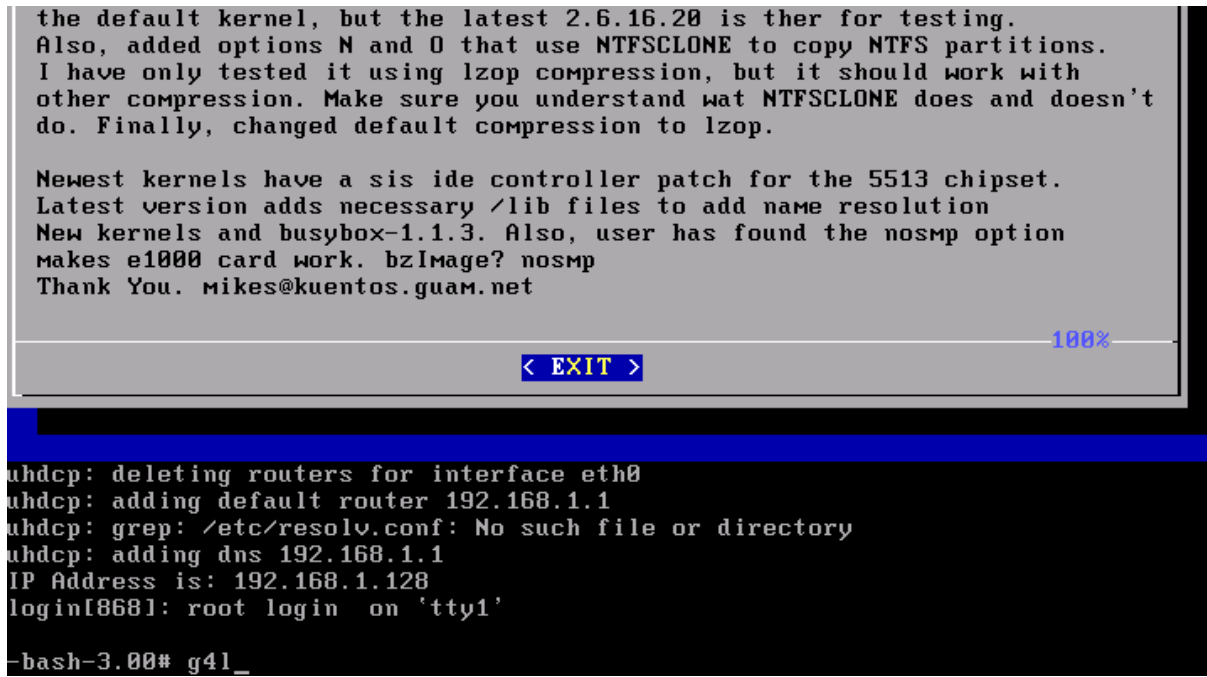 the default kernel, but the latest 2.6.16.20 is ther for testing.
Also, added options N and O that use NTFSCLONE to copy NTFS partitions.
I have only tested it using lzop compression, but it should work with
other compression. Make sure you understand wat NTFSCLONE does and doesn't
do. Finally, changed default compression to lzop.
Newest kernels have a sis ide controller patch for the 5513 chipset.
Latest version adds necessary /lib files to add name resolution
New kernels and busybox-1.1.3. Also, user has found the nosmp option
makes e1000 card work. bzImage? nosmp
Thank You. mikes@kuentos.guam.net
100%
< EXIT >
uhdcp: deleting routers for interface eth0
uhdcp: adding default router 192.168.1.1
uhdcp: grep: /etc/resolv.conf: No such file or directory
uhdcp: adding dns 192.168.1.1
IP Address is: 192.168.1.128
login[868]: root login  on 'tty1'
-bash-3.00# g4l_